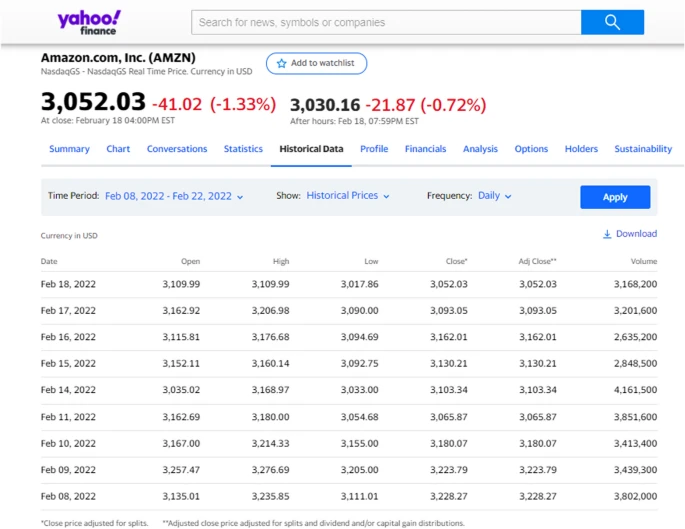 yahoo!
finance
Search for news, symbols or companies
Amazon.com, Inc. (AMZN)
NasdaqGS - NasdaqGS Real Time Price. Currency in USD
Add to watchlist
3,052.03 -41.02 (-1.33%) 3,030.16 -21.87 (-0.72%)
At close: February 18 04:00PM EST After hours: Feb 18, 07:59PM EST
Summary Chart Conversations Statistics Historical Data Profile Financials Analysis Options Holders Sustainability
Time Period: Feb 08, 2022 - Feb 22, 2022 Show: Historical Prices Frequency: Daily Apply
Currency in USD Download
Date Open High Low Close* Adj Close** Volume
Feb 18, 2022 3,109.99 3,109.99 3,017.86 3,052.03 3,052.03 3,168,200
Feb 17, 2022 3,162.92 3,206.98 3,090.00 3,093.05 3,093.05 3,201,600
Feb 16, 2022 3,115.81 3,176.68 3,094.69 3,162.01 3,162.01 2,635,200
Feb 15, 2022 3,152.11 3,160.14 3,092.75 3,130.21 3,130.21 2,848,500
Feb 14, 2022 3,035.02 3,168.97 3,033.00 3,103.34 3,103.34 4,161,500
Feb 11, 2022 3,162.69 3,180.00 3,054.68 3,065.87 3,065.87 3,851,600
Feb 10, 2022 3,167.00 3,214.33 3,155.00 3,180.07 3,180.07 3,413,400
Feb 09, 2022 3,257.47 3,276.69 3,205.00 3,223.79 3,223.79 3,439,300
Feb 08, 2022 3,135.01 3,235.85 3,111.01 3,228.27 3,228.27 3,802,000
*Close price adjusted for splits. **Adjusted close price adjusted for splits and dividend and/or capital gain distributions.